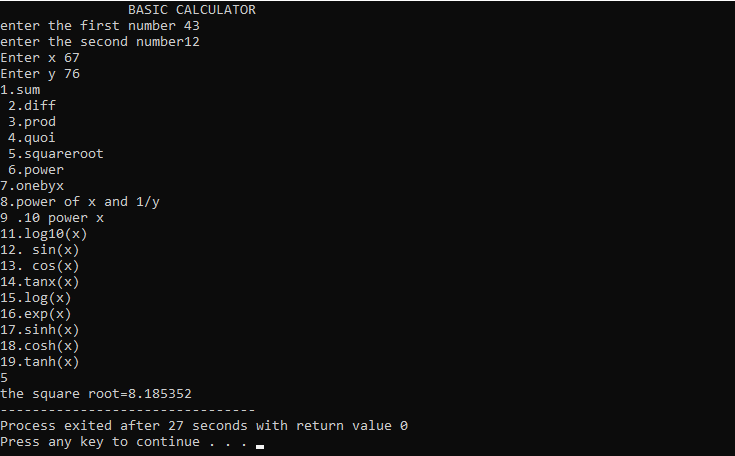 BASIC CALCULATOR
enter the first number 43
enter the second number12
Enter x 67
Enter y 76
1.sum
2.diff
3.prod
4.quoi
5.squareroot
6.power
7.onebyx
8.power of x and 1/y
9 .10 power x
11.log10(x)
12. sin(x)
13. cos(x)
14.tanx(x)
15.log(x)
16.exp(x)
17.sinh(x)
18.cosh(x)
19.tanh(x)
5
the square root=8.185352
--------------------------------
Process exited after 27 seconds with return value 0
Press any key to continue . . .